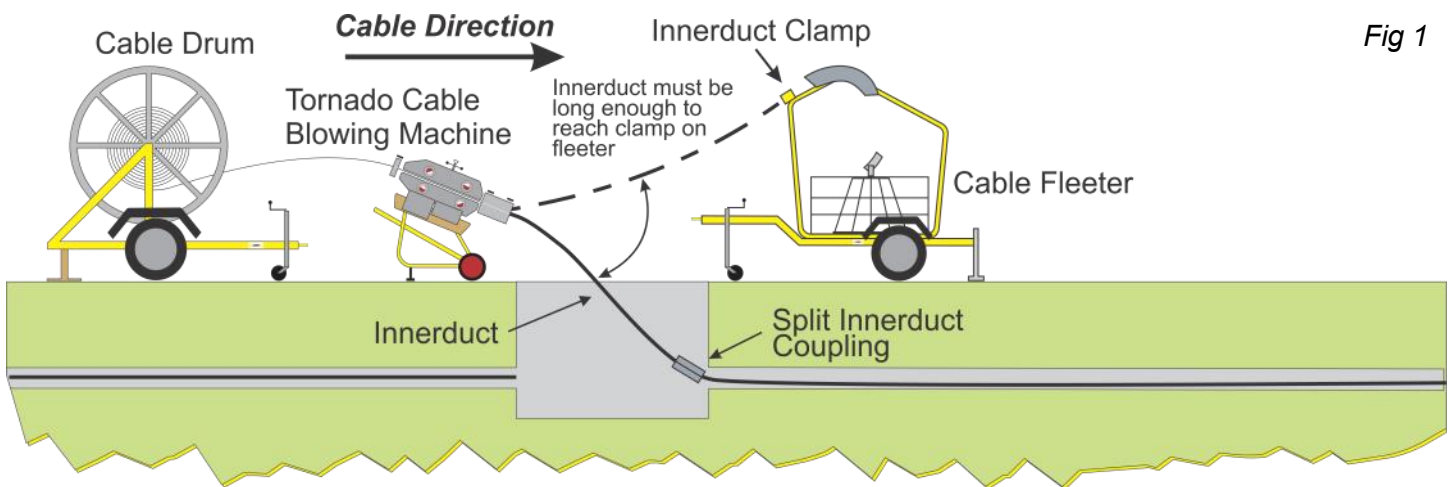 Cable Direction
Fig 1
Cable Drum
Innerduct Clamp
Tornado Cable
Blowing Machine
Innerduct must be
long enough to
reach clamp on
fleeter
Cable Fleeter
Innerduct
Split Innerduct
Coupling